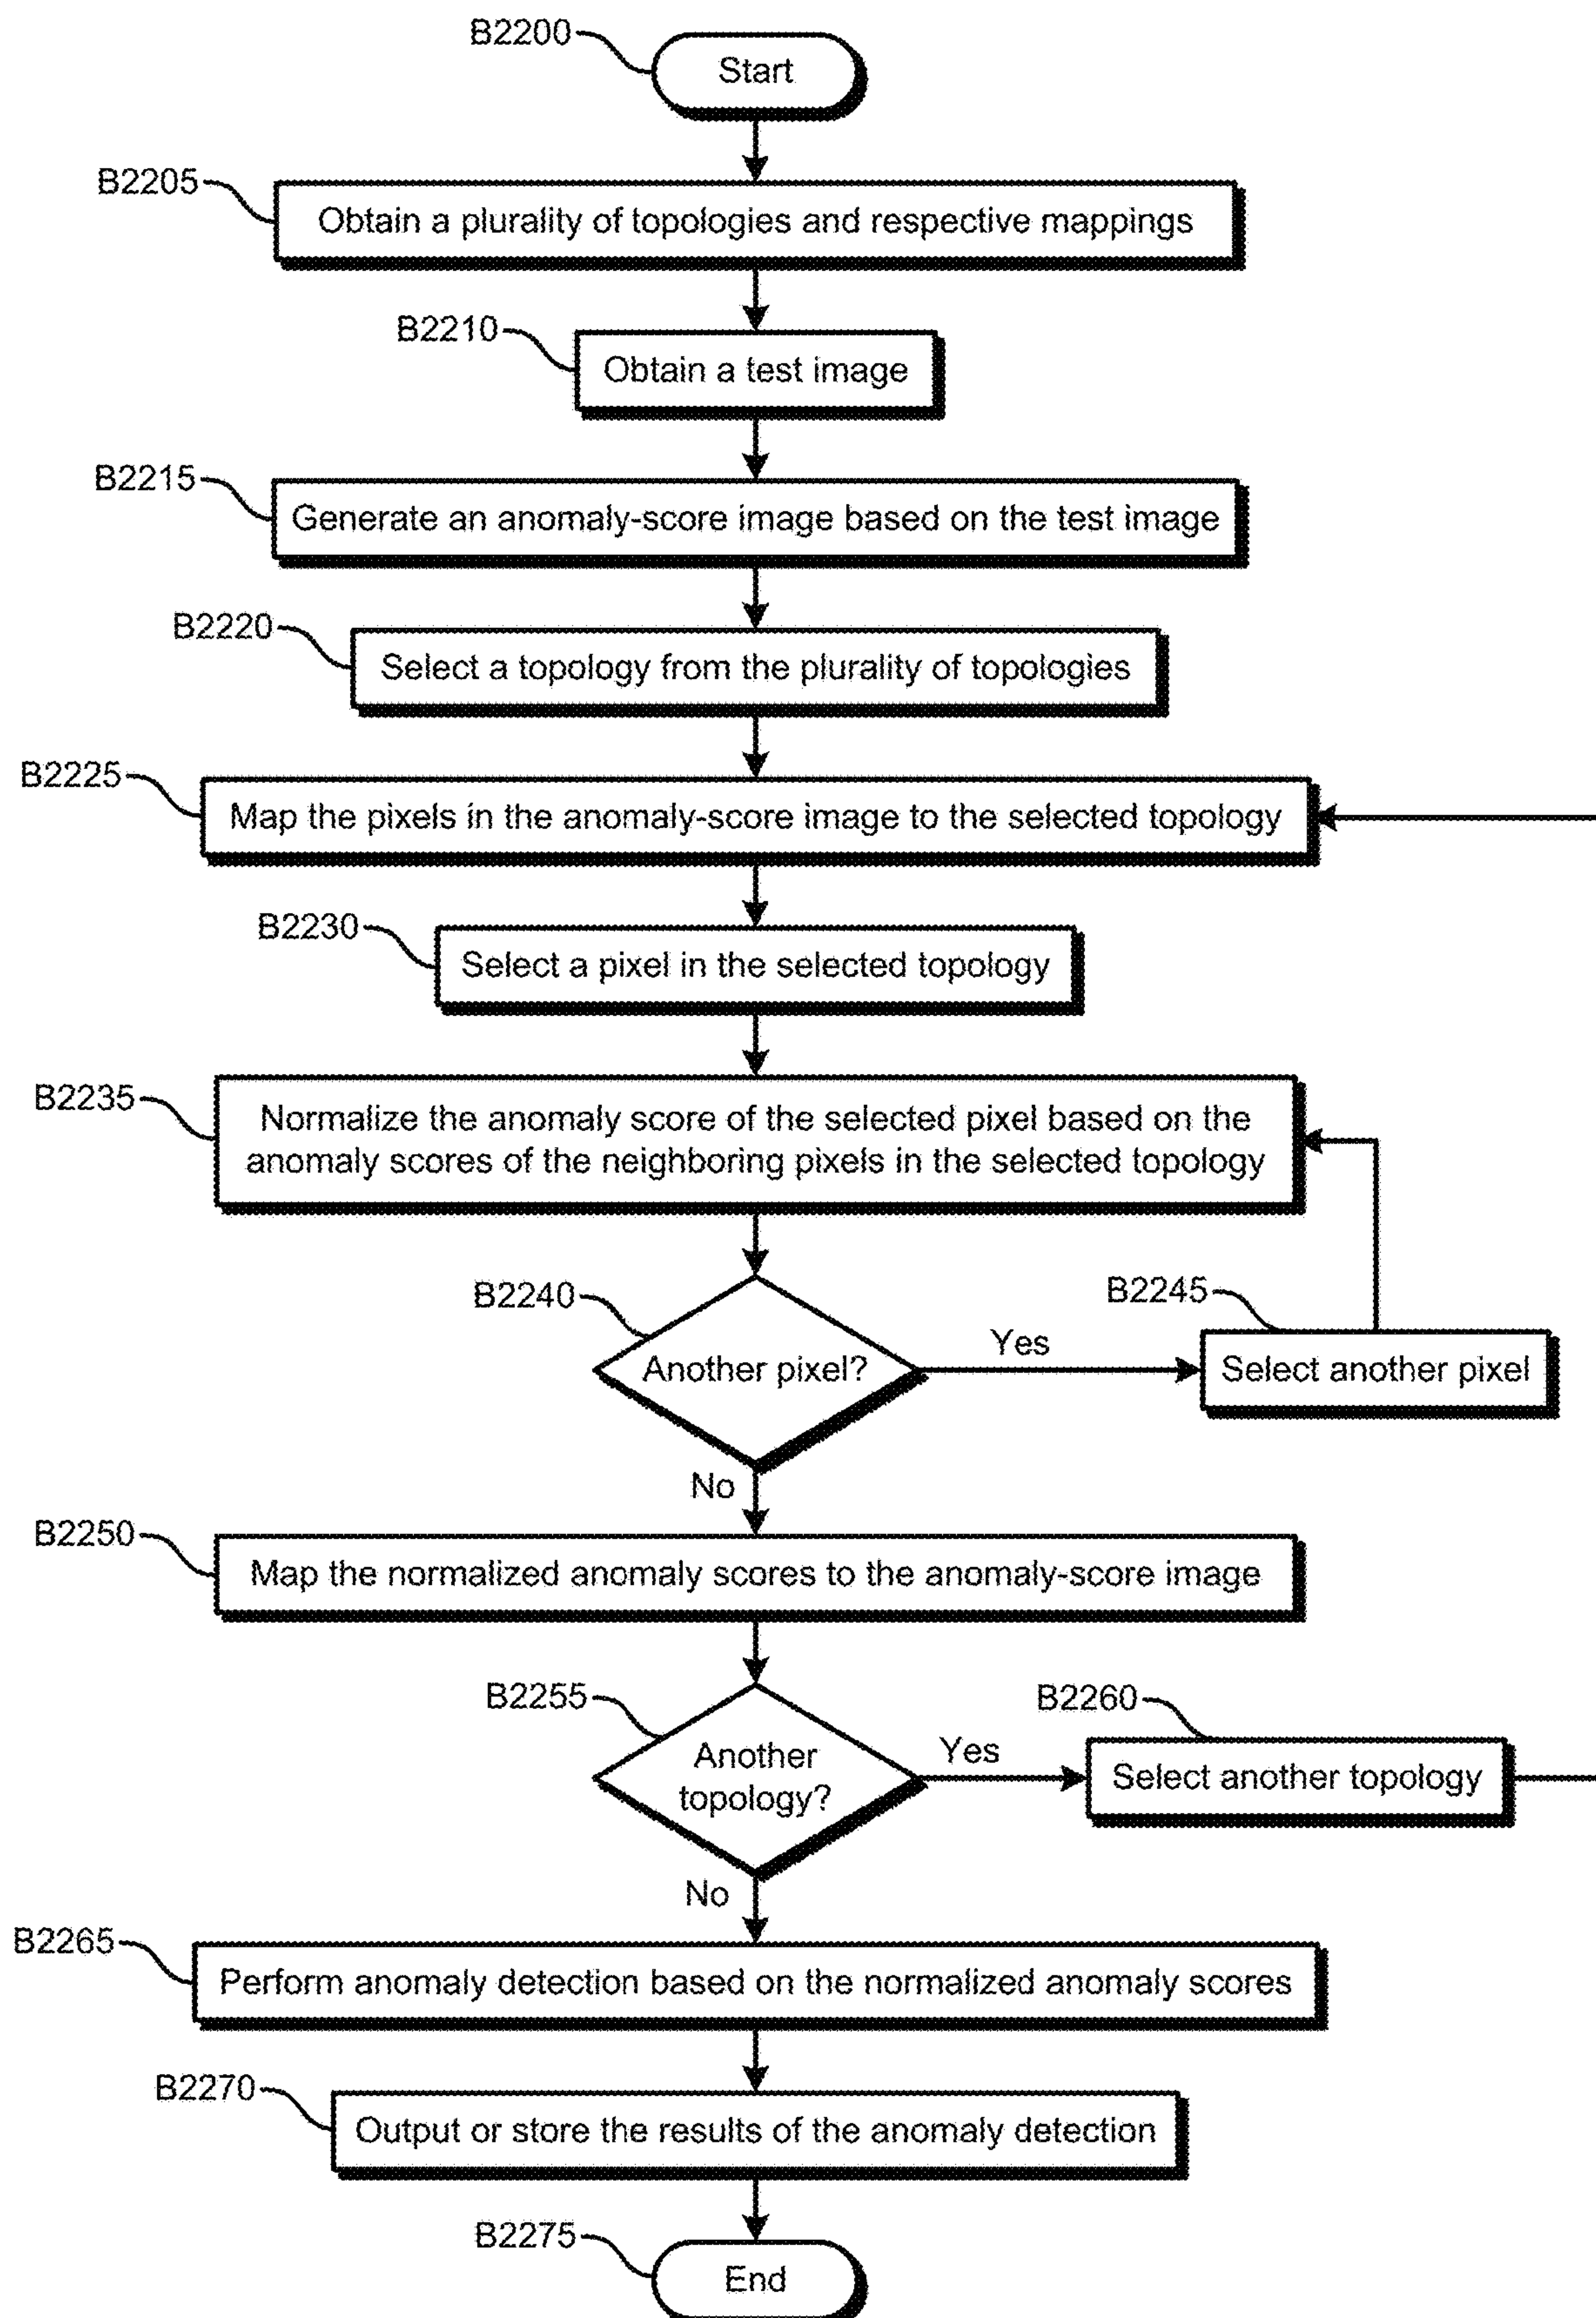 B2200
Start
B2205
Obtain a plurality of topologies and respective mappings
B2210
Obtain a test image
B2215
Generate an anomaly-score image based on the test image
B2220
Select a topology from the plurality of topologies
B2225
Map the pixels in the anomaly-score image to the selected topology
B2230
Select a pixel in the selected topology
B2235
Normalize the anomaly score of the selected pixel based on the
anomaly scores of the neighboring pixels in the selected topology
B2240
Another pixel?
Yes
B2245
Select another pixel
No
B2250
Map the normalized anomaly scores to the anomaly-score image
B2255
Another
topology?
Yes
B2260
Select another topology
No
B2265
Perform anomaly detection based on the normalized anomaly scores
B2270
Output or store the results of the anomaly detection
B2275
End